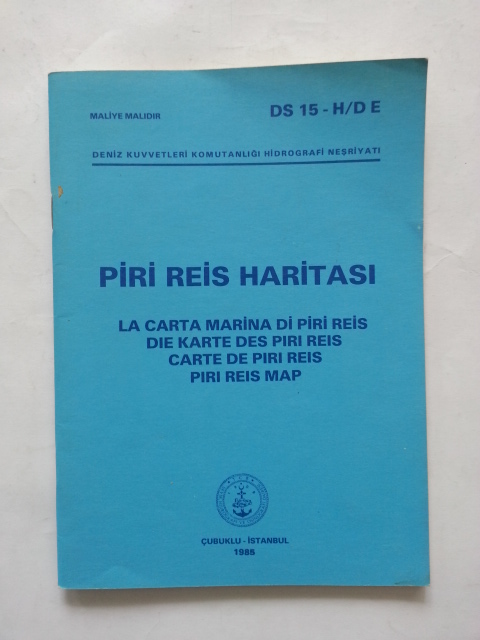 MALİYE MALIDIR
DS 15 - H/D E
DENİZ KUVVETLERİ KOMUTANLIĞI HİDROGRAFİ NEŞRİYATI
PİRİ REİS HARİTASI
LA CARTA MARİNA Dİ PİRİ REİS
DIE KARTE DES PIRI REIS
CARTE DE PIRI REIS
PIRI REIS MAP
ÇUBUKLU - İSTANBUL